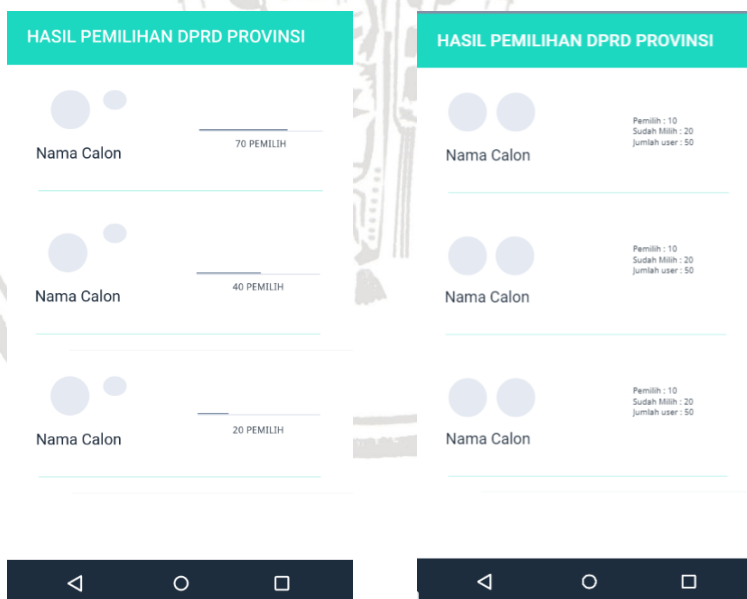 HASIL PEMILIHAN DPRD PROVINSI
70 PEMILIH
Nama Calon
40 PEMILIH
Nama Calon
20 PEMILIH
Nama Calon
HASIL PEMILIHAN DPRD PROVINSI
Pemilih : 10
Sudah Milih : 20
Jumlah user : 50
Nama Calon
Pemilih : 10
Sudah Milih : 20
Jumlah user : 50
Nama Calon
Pemilih : 10
Sudah Milih : 20
Jumlah user : 50
Nama Calon